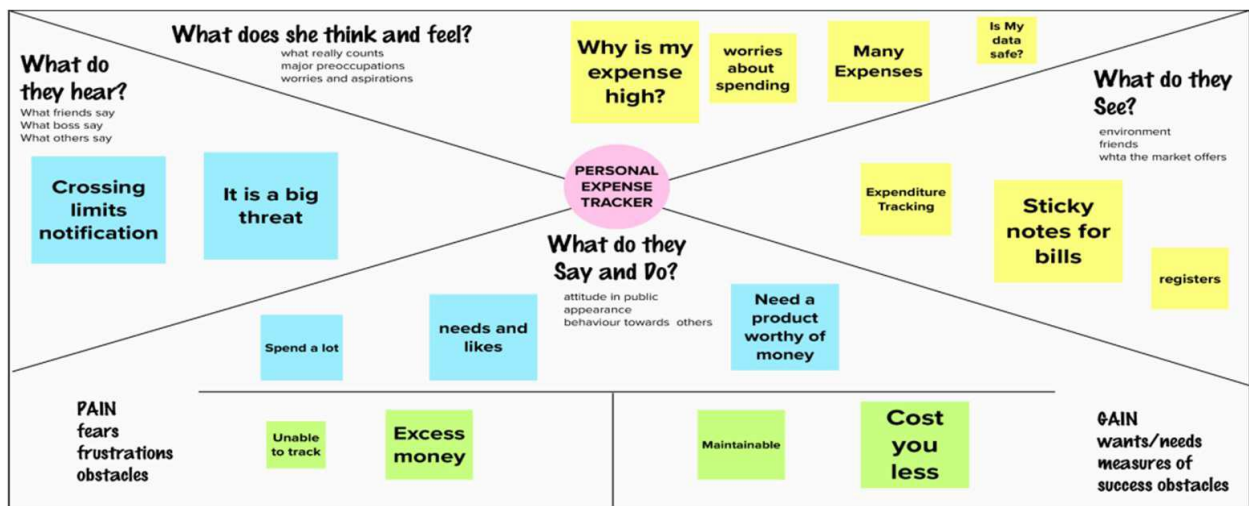 What does she think and feel?
what really counts
major preoccupations
worries and aspirations
Why is my
expense
high?
worries
about
spending
Many
Expenses
Is My
data
safe?
What do
they hear?
What friends say
What boss say
What others say
Crossing
limits
notification
It is a big
threat
PERSONAL
EXPENSE
TRACKER
What do they
See?
environment
friends
whta the market offers
Expenditure
Tracking
Sticky
notes for
bills
registers
What do they
Say and Do?
attitude in public
appearance
behaviour towards others
Spend a lot
needs and
likes
Need a
product
worthy of
money
PAIN
fears
frustrations
obstacles
Unable
to track
Excess
money
Maintainable
Cost
you
less
GAIN
wants/needs
measures of
success obstacles